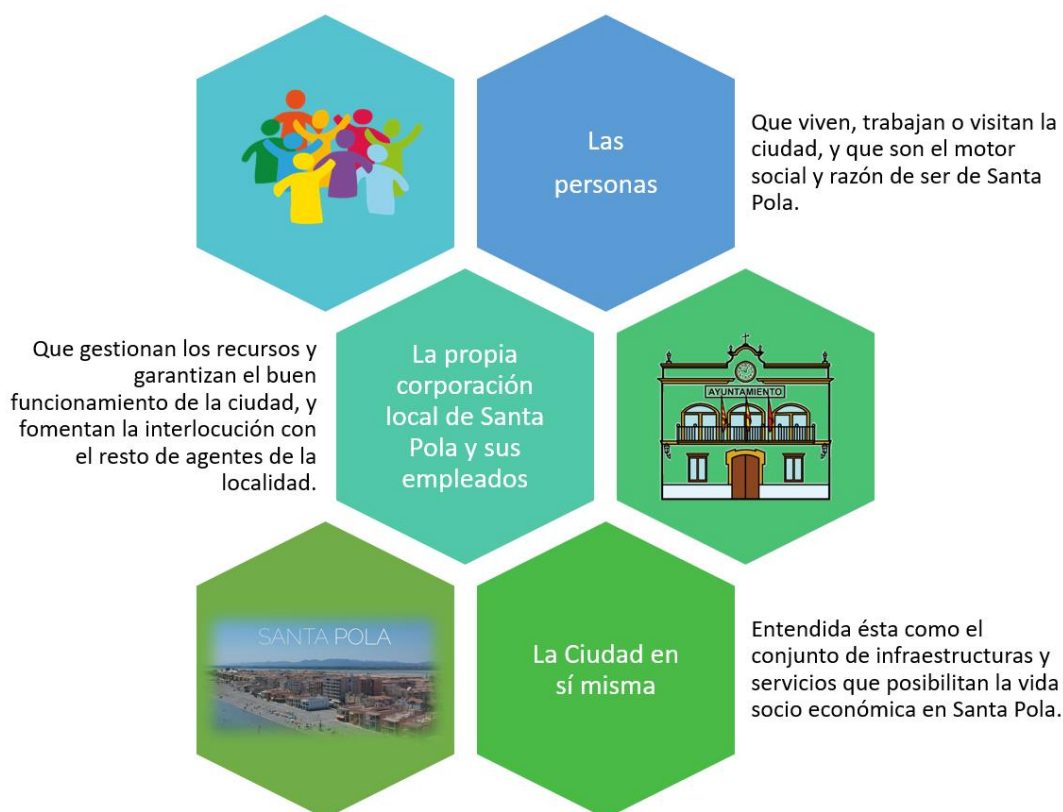 Las
personas
Que viven, trabajan o visitan la
ciudad, y que son el motor
social y razón de ser de Santa
Pola.
Que gestionan los recursos y
garantizan el buen
funcionamiento de la ciudad, y
fomentan la interlocución con
el resto de agentes de la
localidad.
La propia
corporación
local de Santa
Pola y sus
empleados
AYUNTAMIENTO
SANTA POLA
La Ciudad en
sí misma
Entendida ésta como el
conjunto de infraestructuras y
servicios que posibilitan la vida
socio económica en Santa Pola.